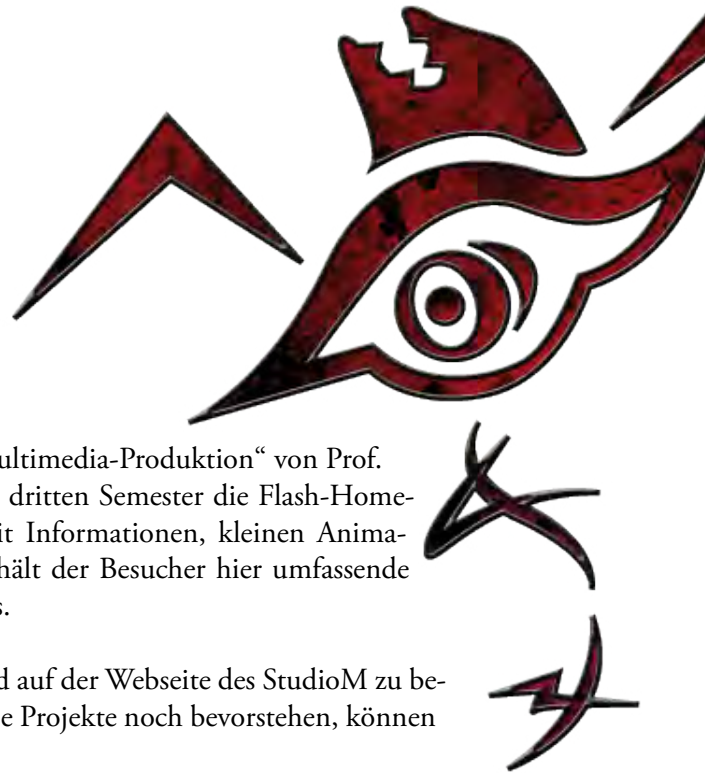 ultimedia-Produktion“ von Prof.
dritten Semester die Flash-Home-
it Informationen, kleinen Anima-
hält der Besucher hier umfassende
s.
d auf der Webseite des StudioM zu be-
e Projekte noch bevorstehen, können